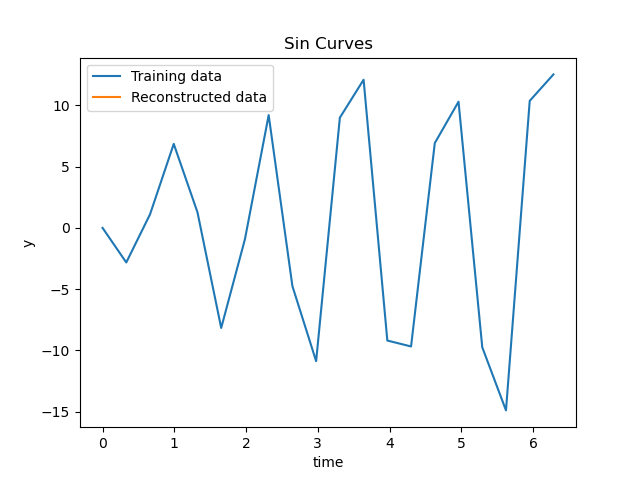 Sin Curves
Training data
Reconstructed data
10
5
0
−5
−10
−15
y
0 1 2 3 4 5 6
time